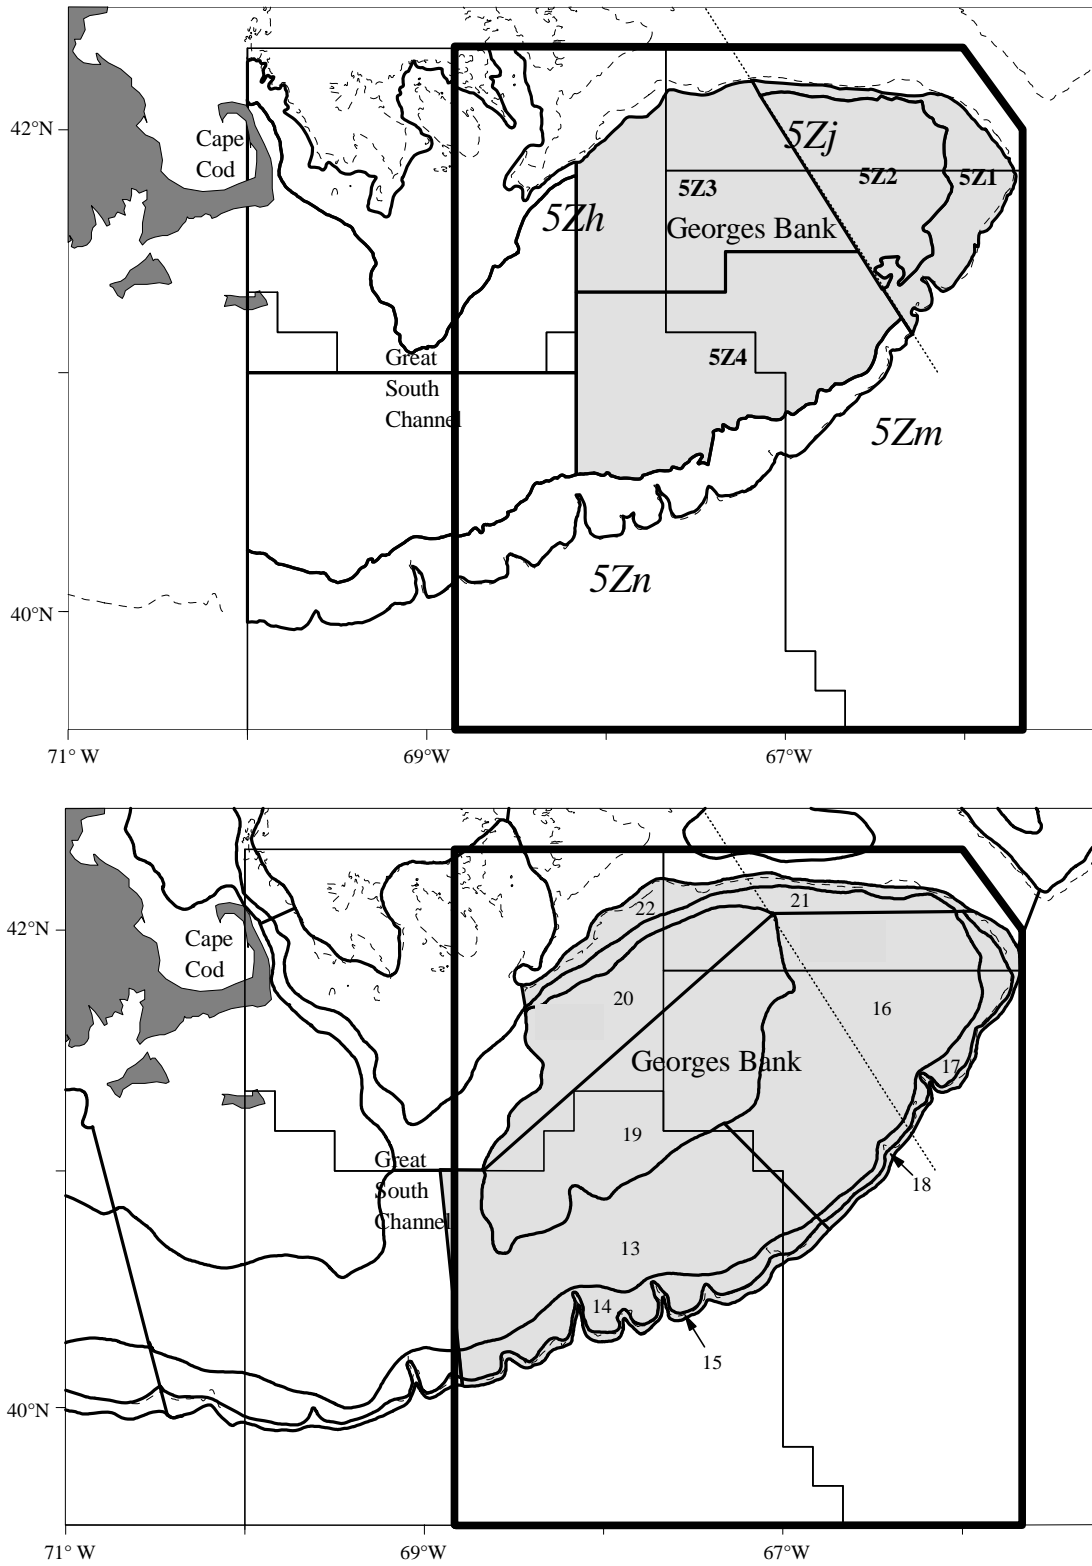 42°N
Cape
Cod
5Zj
5Z3
5Z2
5Z1
5Zh
Georges Bank
Great
South
Channel
5Z4
5Zm
5Zn
40°N
71° W
69°W
67°W
22
21
42°N
Cape
Cod
20
16
Georges Bank
17
19
Great
South
Channel
18
13
14
15
40°N
71° W
69°W
67°W